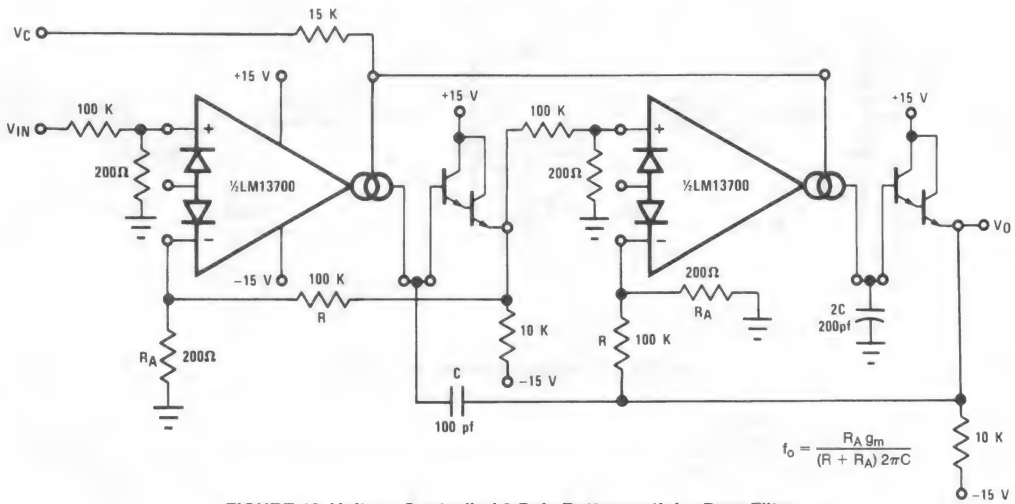 VC
15 K
+15 V
100 K
VIN
200Ω
+
-
½LM13700
-15 V
+15 V
100 K
R
RA
200Ω
10 K
-15 V
C
100 pf
100 K
200Ω
+
-
½LM13700
200Ω
RA
R
100 K
+15 V
VO
2C
200pf
fo = RA gm / (R + RA) 2πC
10 K
-15 V